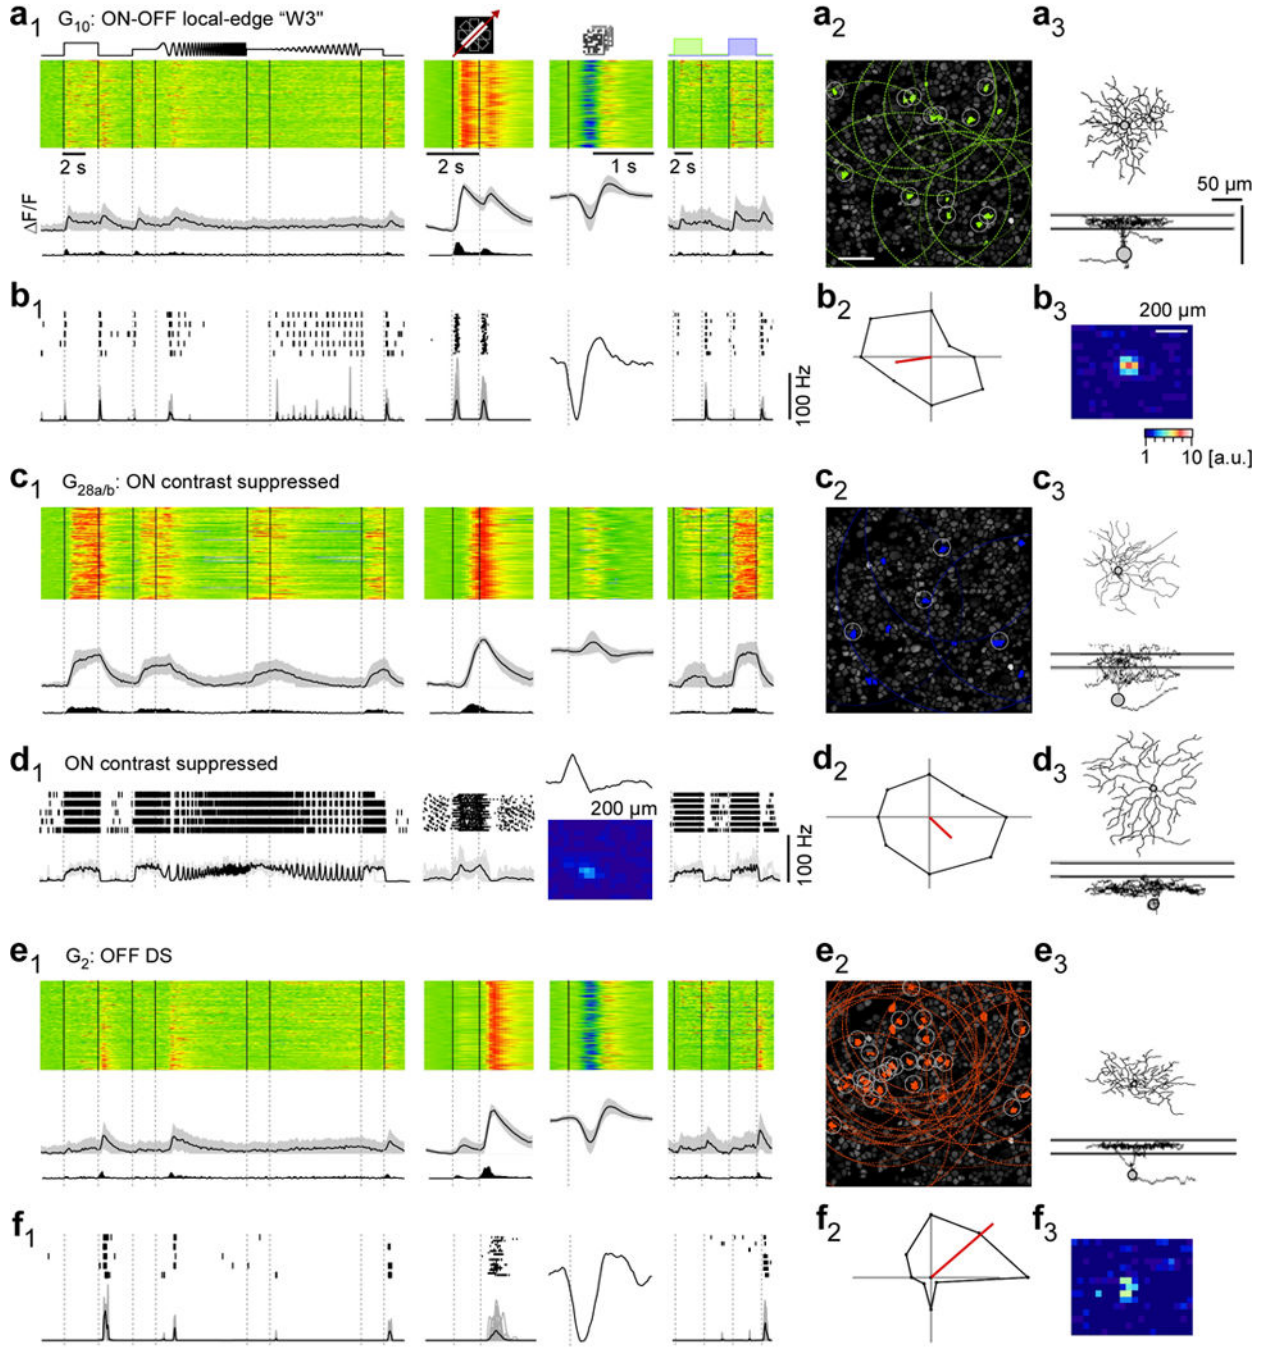 a1 G10: ON-OFF local-edge “W3"
a2
a3
2 s
2 s
1 s
2 s
ΔF/F
50 µm
b1
100 Hz
b2
b3
200 µm
1 10 [a.u.]
c1 G28a/b: ON contrast suppressed
c2
c3
d1 ON contrast suppressed
200 µm
100 Hz
d2
d3
e1 G2: OFF DS
e2
e3
f1
f2
f3